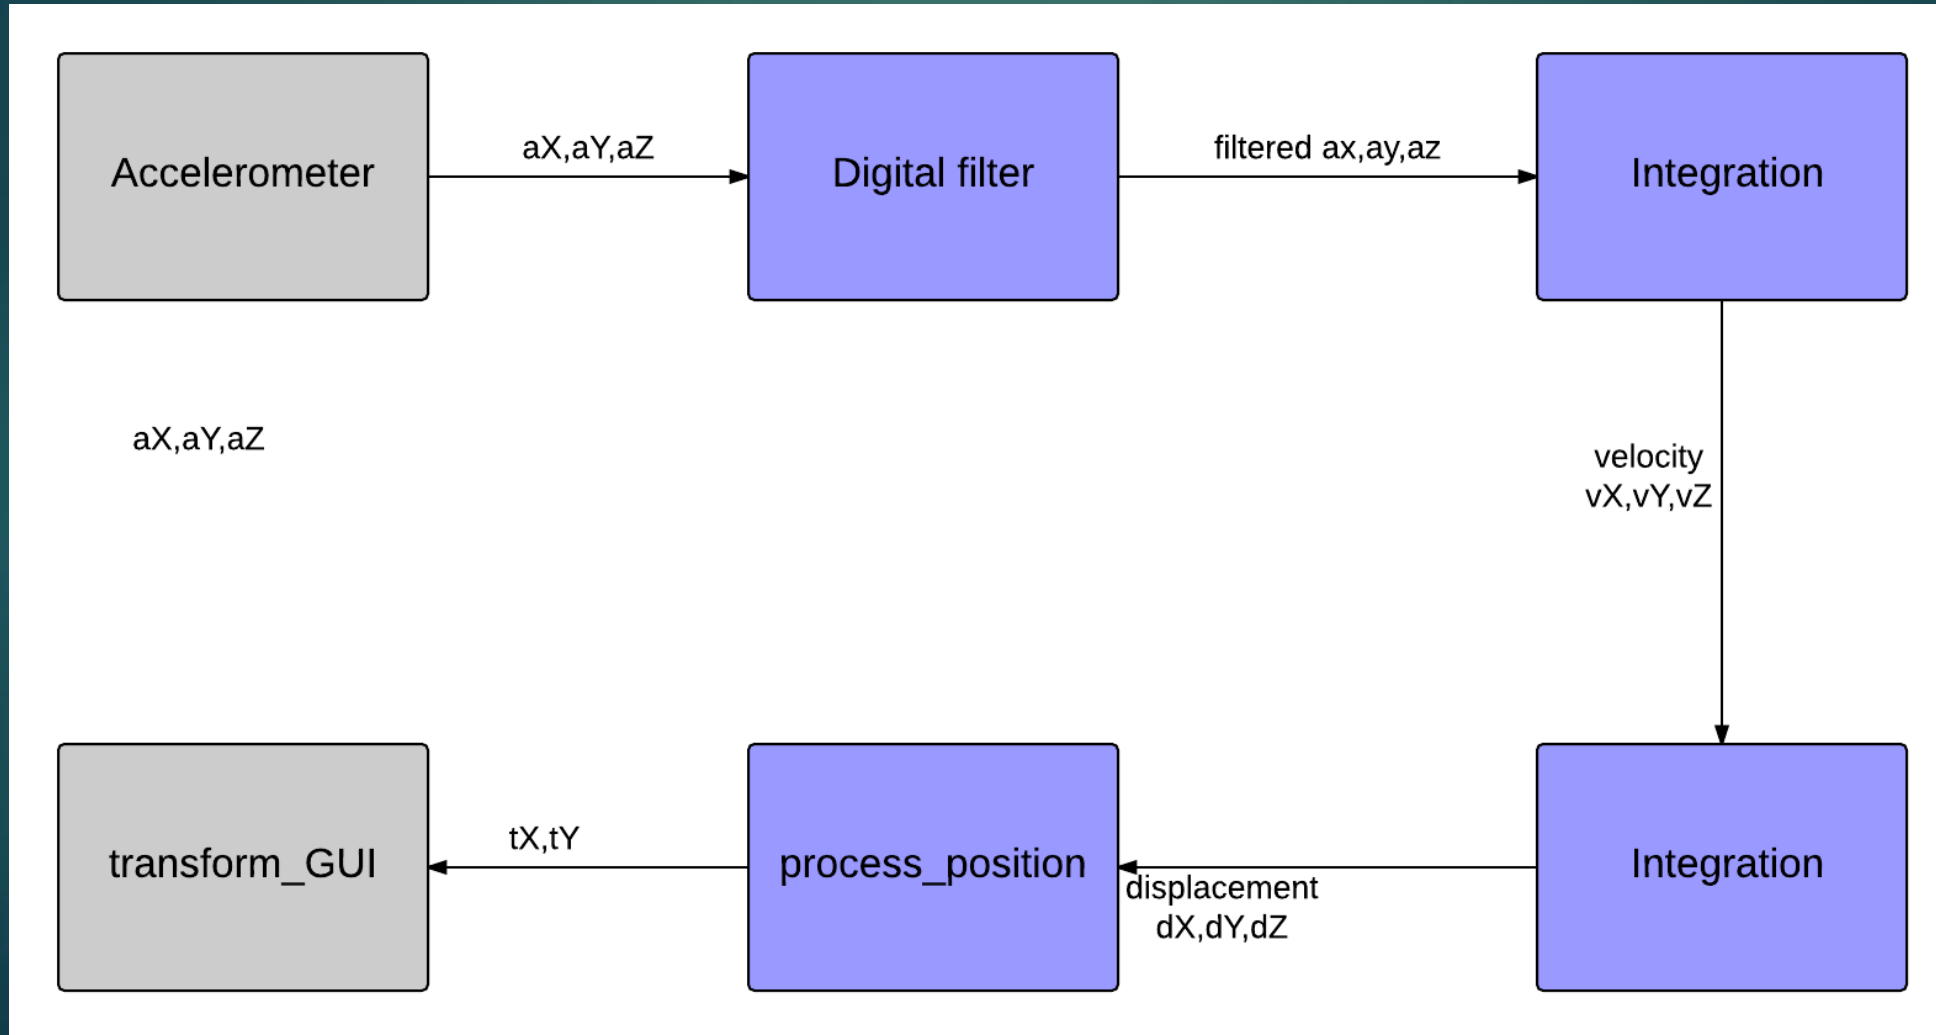 Accelerometer
aX,aY,aZ
Digital filter
filtered ax,ay,az
Integration
aX,aY,aZ
velocity
vX,vY,vZ
transform_GUI
tX,tY
process_position
displacement
dX,dY,dZ
Integration